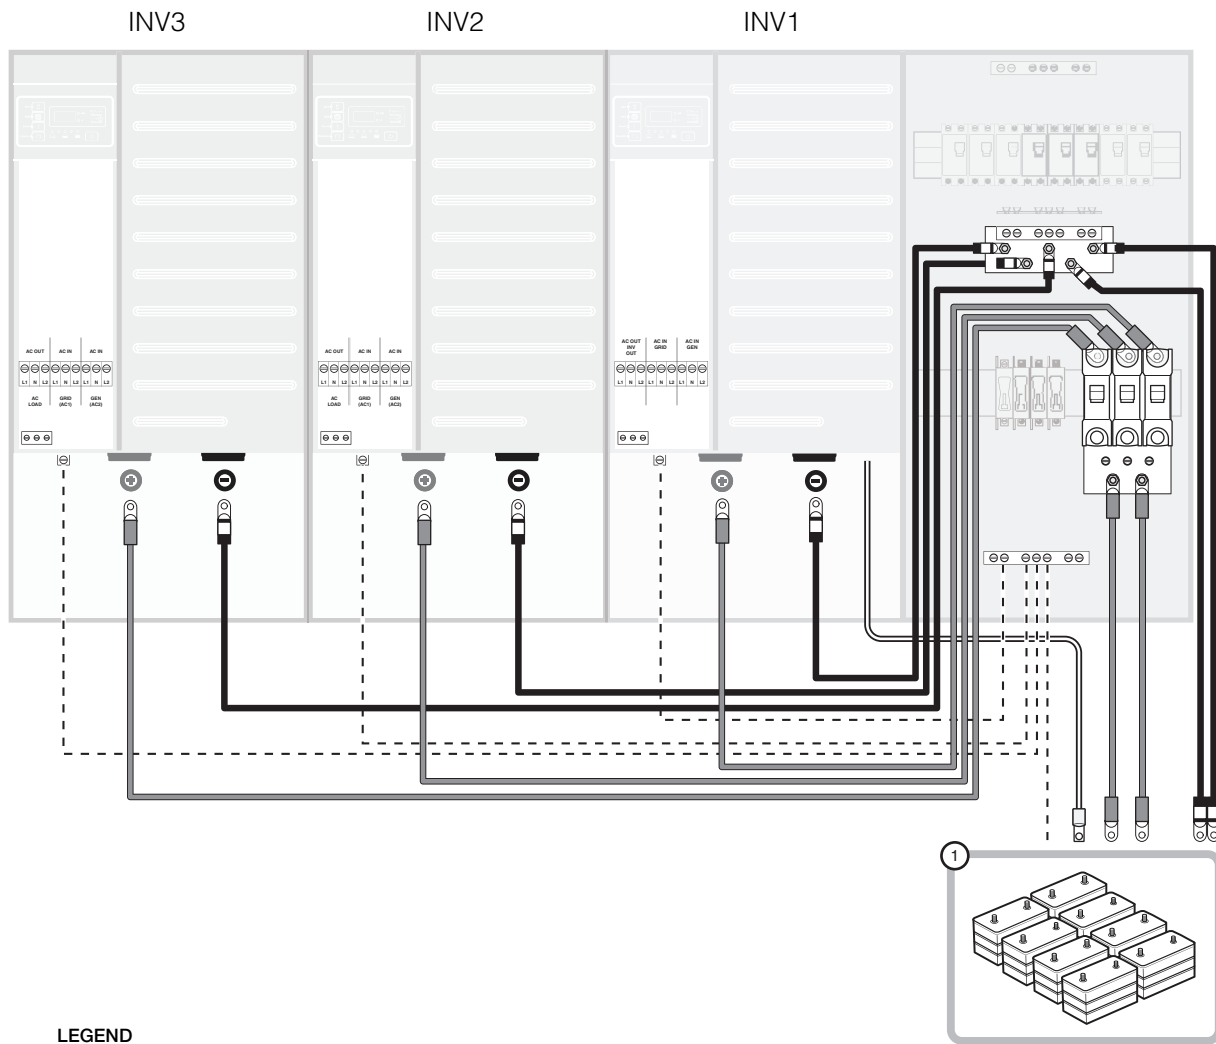 INV3 INV2 INV1
AC OUT AC IN AC IN
L1 N L2 L1 N L2 L1 N L2
AC LOAD GRID (AC1) GEN (AC2)
AC OUT AC IN AC IN
L1 N L2 L1 N L2 L1 N L2
AC LOAD GRID (AC1) GEN (AC2)
AC OUT INV OUT AC IN GRID AC IN GEN
L1 N L2 L1 N L2 L1 N L2
1
LEGEND